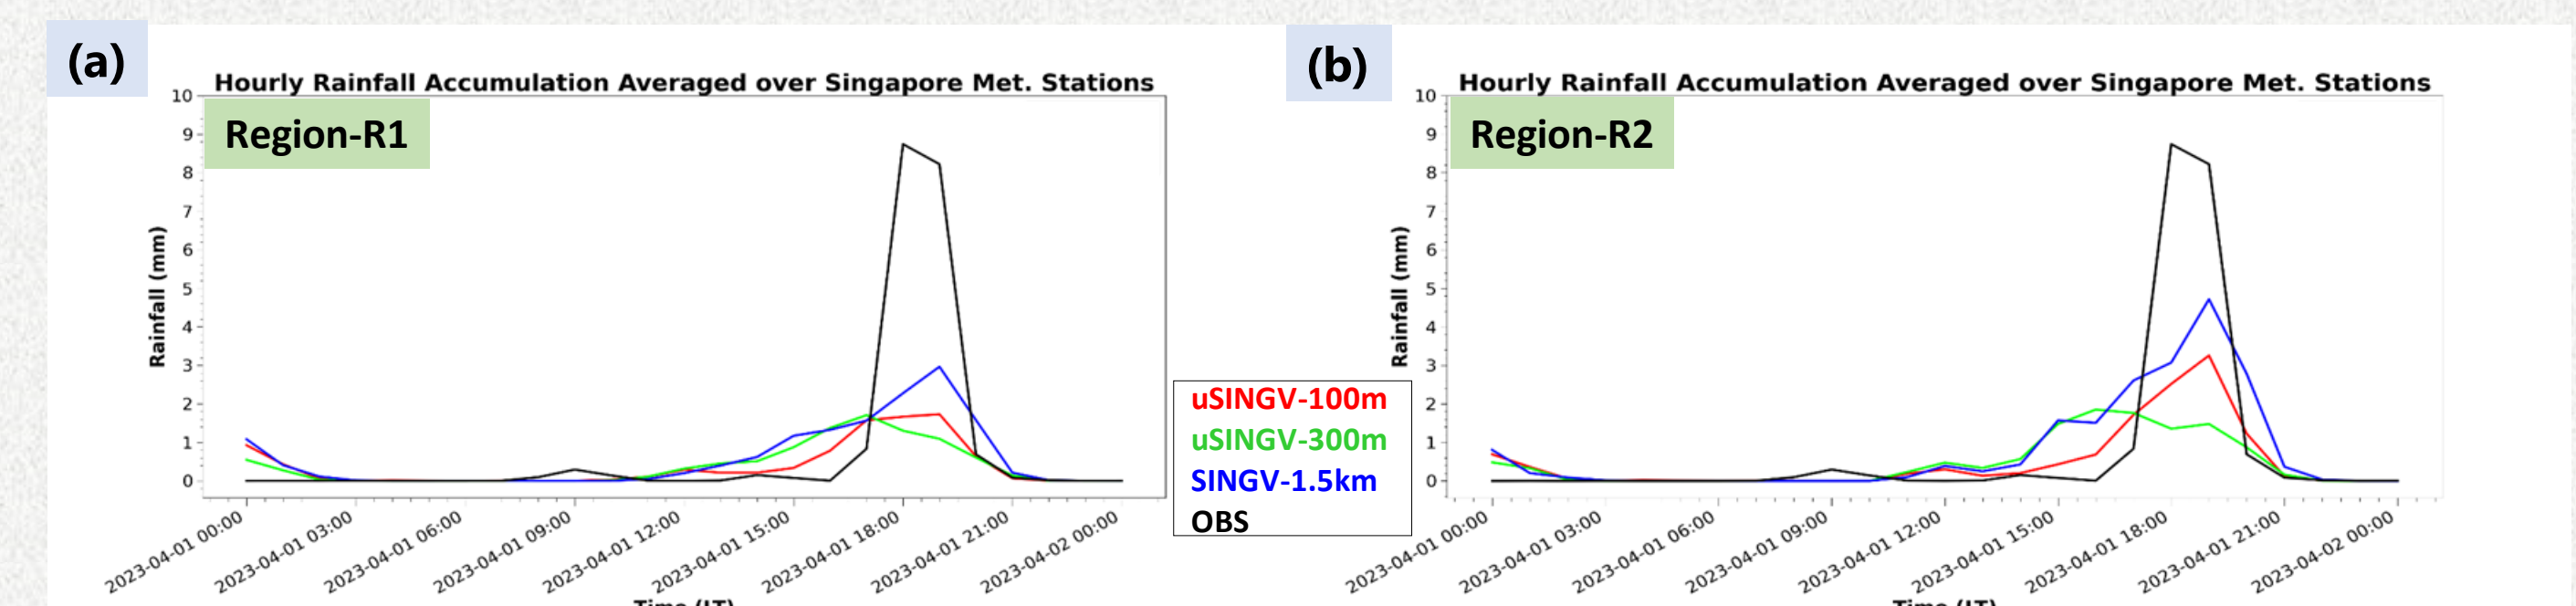 (a)
Hourly Rainfall Accumulation Averaged over Singapore Met. Stations
Region-R1
Rainfall (mm)
10
9
8
7
6
5
4
3
2
1
0
2023-04-01 00:00
2023-04-01 03:00
2023-04-01 06:00
2023-04-01 09:00
2023-04-01 12:00
2023-04-01 15:00
2023-04-01 18:00
2023-04-01 21:00
2023-04-02 00:00
Time (LT)
uSINGV-100m
uSINGV-300m
SINGV-1.5km
OBS
(b)
Hourly Rainfall Accumulation Averaged over Singapore Met. Stations
Region-R2
Rainfall (mm)
10
9
8
7
6
5
4
3
2
1
0
2023-04-01 00:00
2023-04-01 03:00
2023-04-01 06:00
2023-04-01 09:00
2023-04-01 12:00
2023-04-01 15:00
2023-04-01 18:00
2023-04-01 21:00
2023-04-02 00:00
Time (LT)